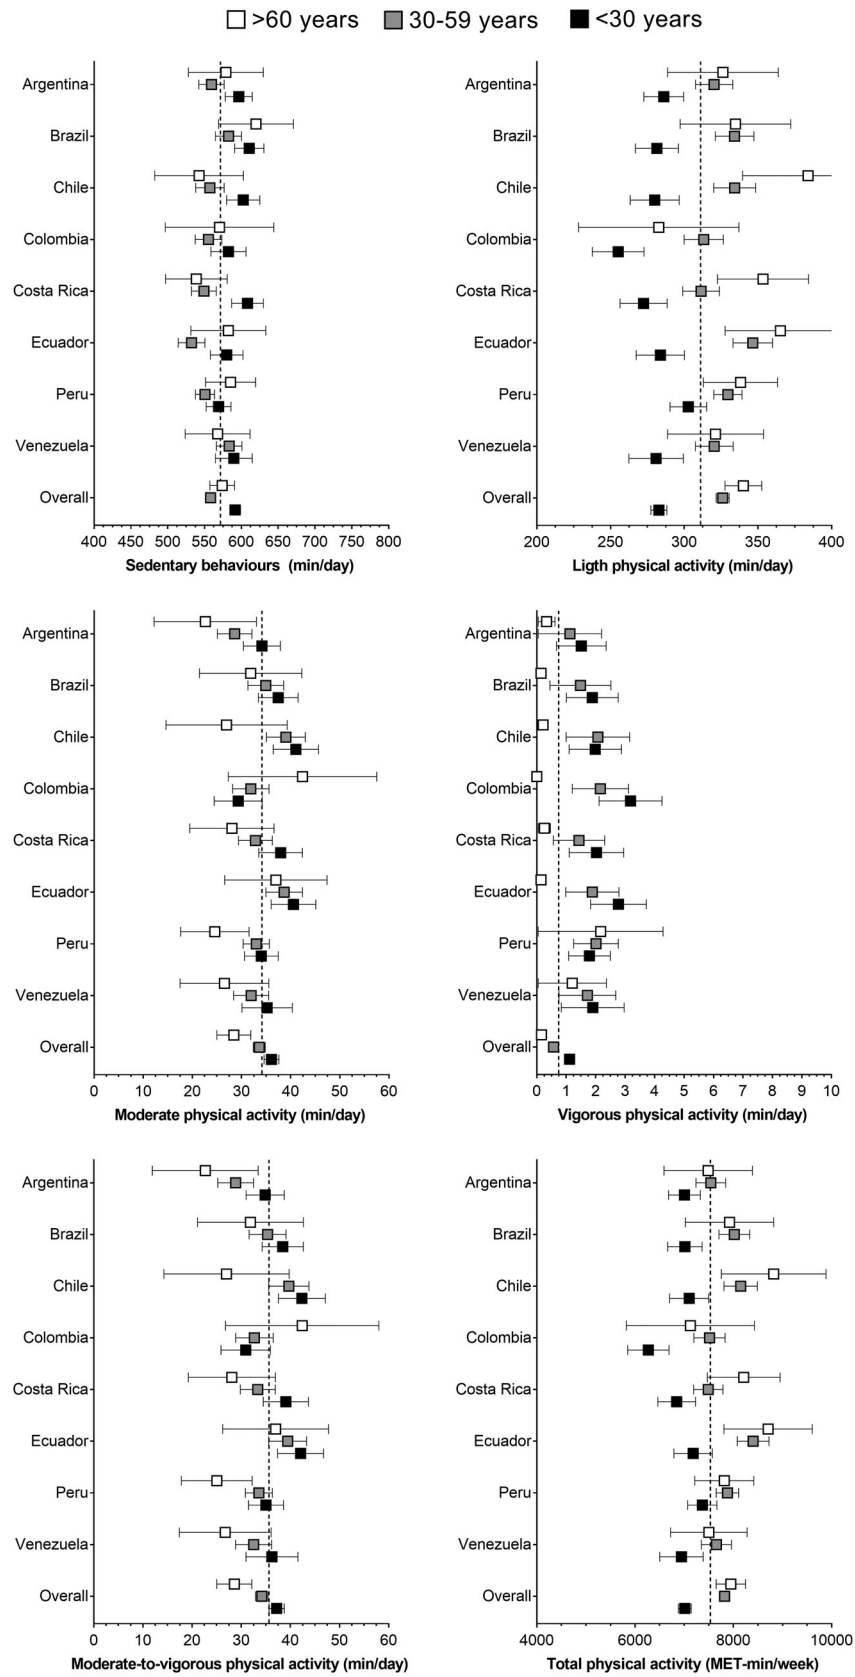 >60 years 30-59 years <30 years
Argentina
Brazil
Chile
Colombia
Costa Rica
Ecuador
Peru
Venezuela
Overall
400 450 500 550 600 650 700 750 800
Sedentary behaviours (min/day)
Argentina
Brazil
Chile
Colombia
Costa Rica
Ecuador
Peru
Venezuela
Overall
200 250 300 350 400
Ligth physical activity (min/day)
Argentina
Brazil
Chile
Colombia
Costa Rica
Ecuador
Peru
Venezuela
Overall
0 10 20 30 40 50 60
Moderate physical activity (min/day)
Argentina
Brazil
Chile
Colombia
Costa Rica
Ecuador
Peru
Venezuela
Overall
0 1 2 3 4 5 6 7 8 9 10
Vigorous physical activity (min/day)
Argentina
Brazil
Chile
Colombia
Costa Rica
Ecuador
Peru
Venezuela
Overall
0 10 20 30 40 50 60
Moderate-to-vigorous physical activity (min/day)
Argentina
Brazil
Chile
Colombia
Costa Rica
Ecuador
Peru
Venezuela
Overall
4000 6000 8000 10000
Total physical activity (MET-min/week)